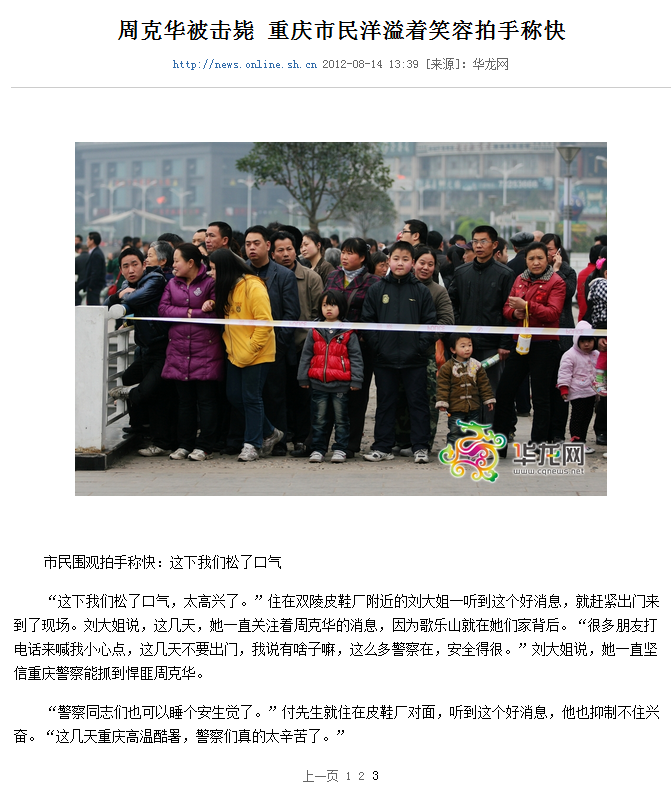 周克华被击毙 重庆市民洋溢着笑容拍手称快
http://news.online.sh.cn 2012-08-14 13:39 [来源]：华龙网
华龙网
www.cqnews.net
市民围观拍手称快：这下我们松了口气
“这下我们松了口气，太高兴了。”住在双陵皮鞋厂附近的刘大姐一听到这个好消息，就赶紧出门来
到了现场。刘大姐说，这几天，她一直关注着周克华的消息，因为歌乐山就在她们家背后。“很多朋友打
电话来喊我小心点，这几天不要出门，我说有啥子嘛，这么多警察在，安全得很。”刘大姐说，她一直坚
信重庆警察能抓到悍匪周克华。
“警察同志们也可以睡个安生觉了。”付先生就住在皮鞋厂对面，听到这个好消息，他也抑制不住兴
奋。“这几天重庆高温酷暑，警察们真的太辛苦了。”
上一页 1 2 3